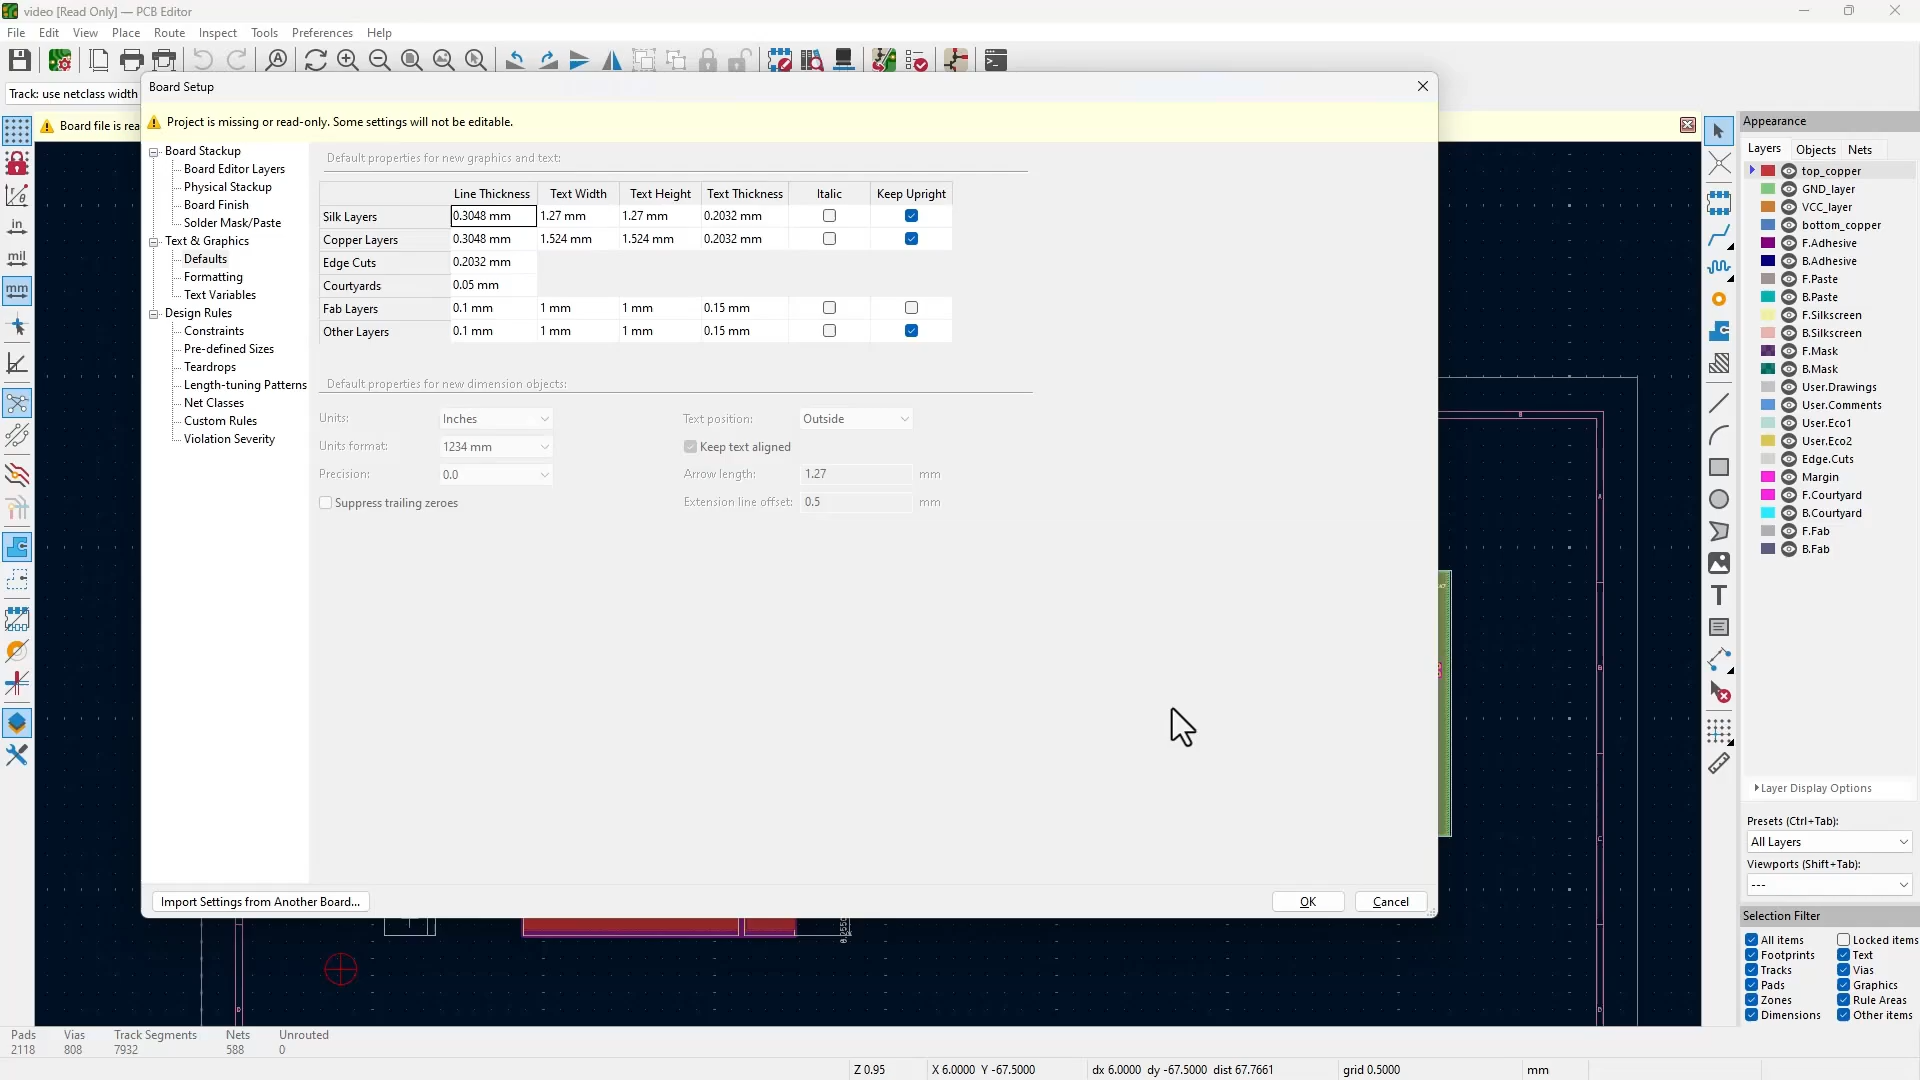 video [Read Only] — PCB Editor
File Edit View Place Route Inspect Tools Preferences Help
Track: use netclass width
Board Setup
Board file is rea
Project is missing or read-only. Some settings will not be editable.
Board Stackup
Board Editor Layers
Physical Stackup
Board Finish
Solder Mask/Paste
Text & Graphics
Defaults
Formatting
Text Variables
Design Rules
Constraints
Pre-defined Sizes
Teardrops
Length-tuning Patterns
Net Classes
Custom Rules
Violation Severity
Default properties for new graphics and text:
Line Thickness Text Width Text Height Text Thickness Italic Keep Upright
Silk Layers 0.3048 mm 1.27 mm 1.27 mm 0.2032 mm
Copper Layers 0.3048 mm 1.524 mm 1.524 mm 0.2032 mm
Edge Cuts 0.2032 mm
Courtyards 0.05 mm
Fab Layers 0.1 mm 1 mm 1 mm 0.15 mm
Other Layers 0.1 mm 1 mm 1 mm 0.15 mm
Default properties for new dimension objects:
Units: Inches Text position: Outside
Units format: 1234 mm Keep text aligned
Precision: 0.0 Arrow length: 1.27 mm
Suppress trailing zeroes Extension line offset: 0.5 mm
Import Settings from Another Board... OK Cancel
in
mil
mm
Appearance
Layers Objects Nets
top_copper
GND_layer
VCC_layer
bottom_copper
F.Adhesive
B.Adhesive
F.Paste
B.Paste
F.Silkscreen
B.Silkscreen
F.Mask
B.Mask
User.Drawings
User.Comments
User.Eco1
User.Eco2
Edge.Cuts
Margin
F.Courtyard
B.Courtyard
F.Fab
B.Fab
Layer Display Options
Presets (Ctrl+Tab):
All Layers
Viewports (Shift+Tab):
---
Selection Filter
All items Locked items
Footprints Text
Tracks Vias
Pads Graphics
Zones Rule Areas
Dimensions Other items
Pads Vias Track Segments Nets Unrouted
2118 808 7932 588 0
Z 0.95 X 6.0000 Y -67.5000 dx 6.0000 dy -67.5000 dist 67.7661 grid 0.5000 mm